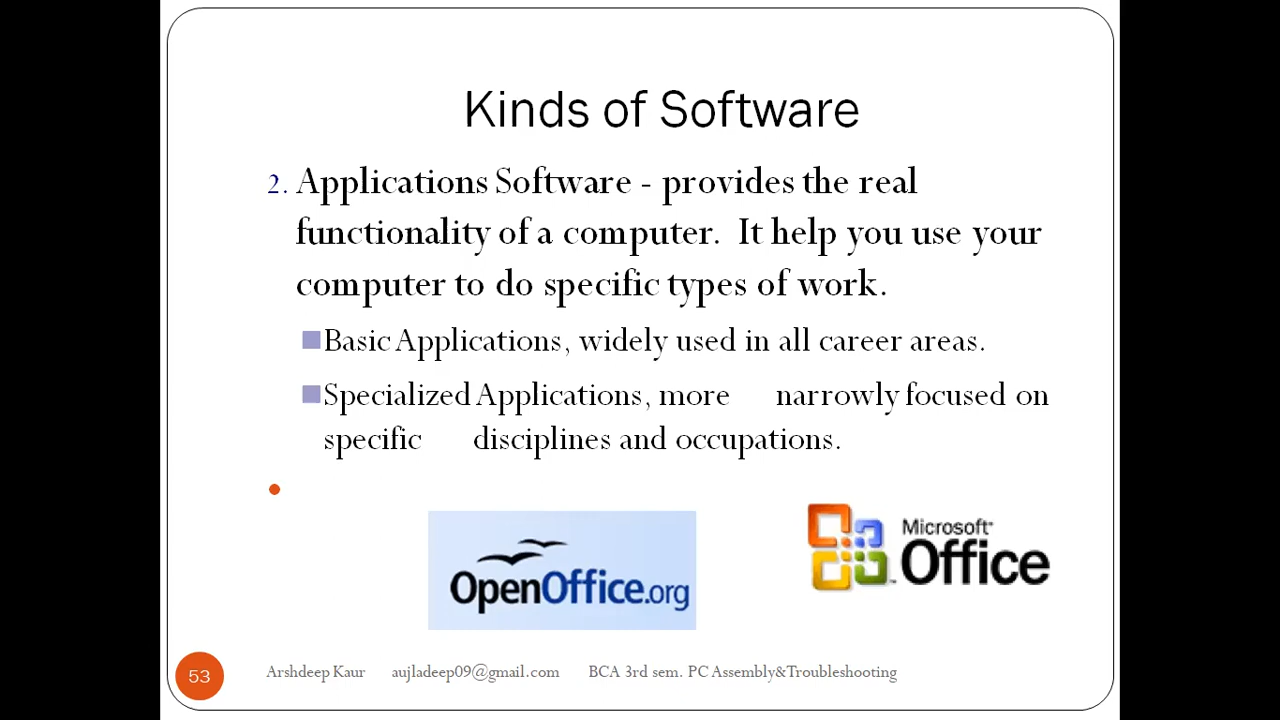 Kinds of Software
2. Applications Software - provides the real
functionality of a computer. It help you use your
computer to do specific types of work.
Basic Applications, widely used in all career areas.
Specialized Applications, more narrowly focused on
specific disciplines and occupations.
OpenOffice.org
Microsoft®
Office
53
Arshdeep Kaur aujladeep09@gmail.com BCA 3rd sem. PC Assembly&Troubleshooting